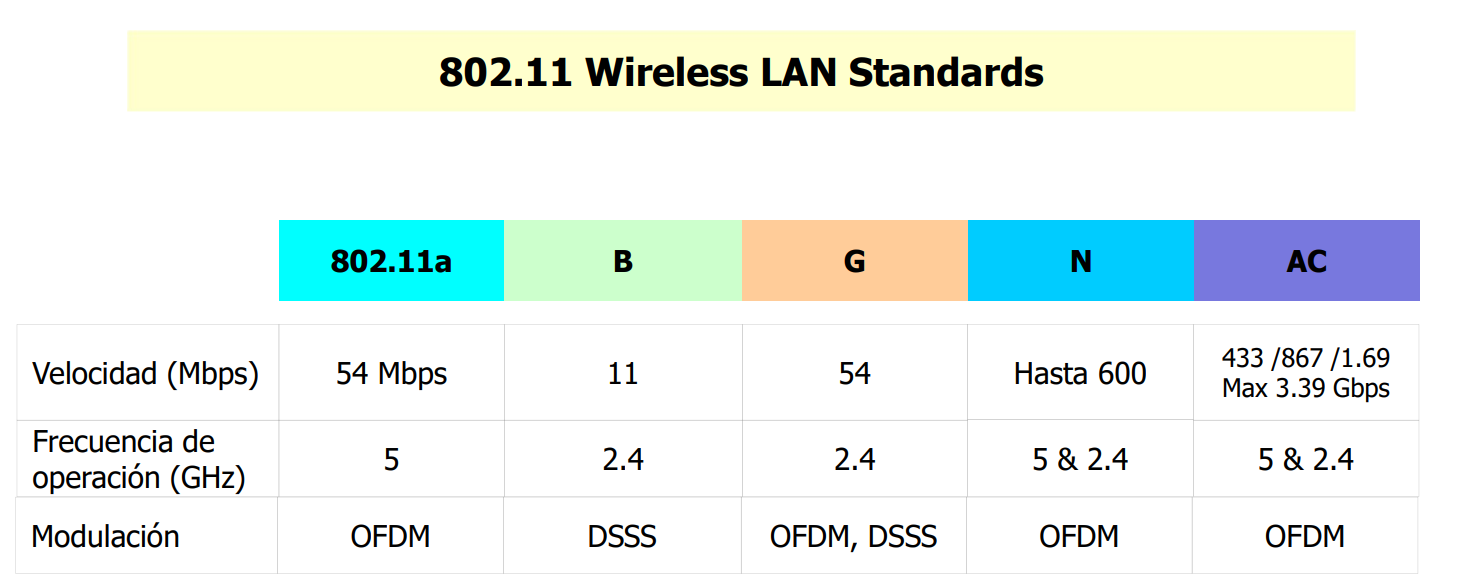 802.11 Wireless LAN Standards
802.11a B G N AC
Velocidad (Mbps) 54 Mbps 11 54 Hasta 600 433 /867 /1.69
Max 3.39 Gbps
Frecuencia de
operación (GHz) 5 2.4 2.4 5 & 2.4 5 & 2.4
Modulación OFDM DSSS OFDM, DSSS OFDM OFDM